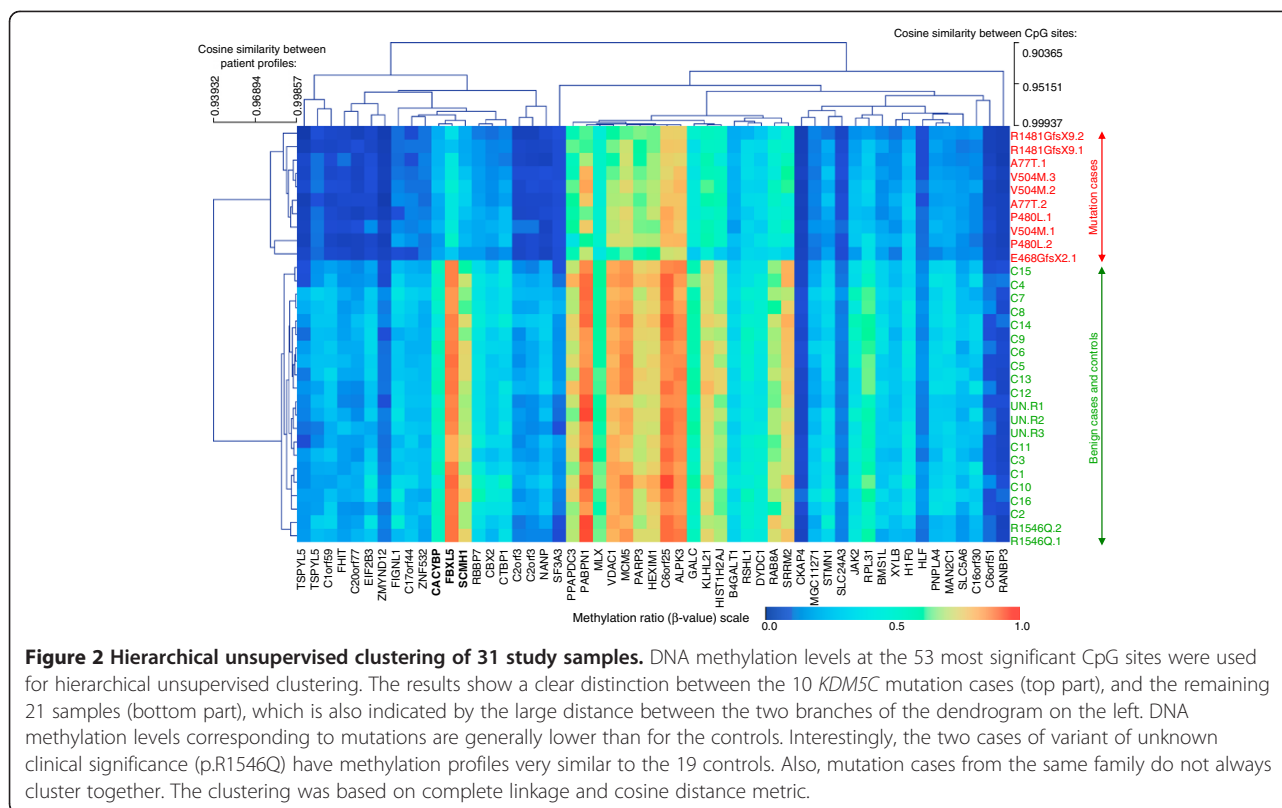 Cosine similarity between patient profiles:
0.93932
0.96894
0.99857
Cosine similarity between CpG sites:
0.90365
0.95151
0.99937
R1481GfsX9.2
R1481GfsX9.1
A77T.1
V504M.3
V504M.2
A77T.2
P480L.1
V504M.1
P480L.2
E468GfsX2.1
Mutation cases
C15
C4
C7
C8
C14
C9
C6
C5
C13
C12
UN.R1
UN.R2
UN.R3
C11
C3
C1
C10
C16
C2
R1546Q.2
R1546Q.1
Benign cases and controls
TSPYL5
TSPYL5
C1orf59
FHIT
C20orf77
EIF2B3
ZMYND12
FIGNL1
C17orf44
ZNF532
CACYBP
FBXL5
SCMH1
RBBP7
CBX2
CTBP1
C2orf3
C2orf3
NANP
SF3A3
PPAPDC3
PABPN1
MLX
VDAC1
MCM5
PARP3
HEXIM1
C6orf25
ALPK3
GALC
KLHL21
HIST1H2AJ
B4GALT1
RSHL1
DYDC1
RAB8A
SRRM2
CKAP4
MGC11271
STMN1
SLC24A3
JAK2
RPL31
BMS1L
XYLB
H1F0
HLF
PNPLA4
MAN2C1
SLC5A6
C16orf30
C6orf51
RANBP3
Methylation ratio (β-value) scale
0.0
0.5
1.0
Figure 2 Hierarchical unsupervised clustering of 31 study samples. DNA methylation levels at the 53 most significant CpG sites were used
for hierarchical unsupervised clustering. The results show a clear distinction between the 10 KDM5C mutation cases (top part), and the remaining
21 samples (bottom part), which is also indicated by the large distance between the two branches of the dendrogram on the left. DNA
methylation levels corresponding to mutations are generally lower than for the controls. Interestingly, the two cases of variant of unknown
clinical significance (p.R1546Q) have methylation profiles very similar to the 19 controls. Also, mutation cases from the same family do not always
cluster together. The clustering was based on complete linkage and cosine distance metric.